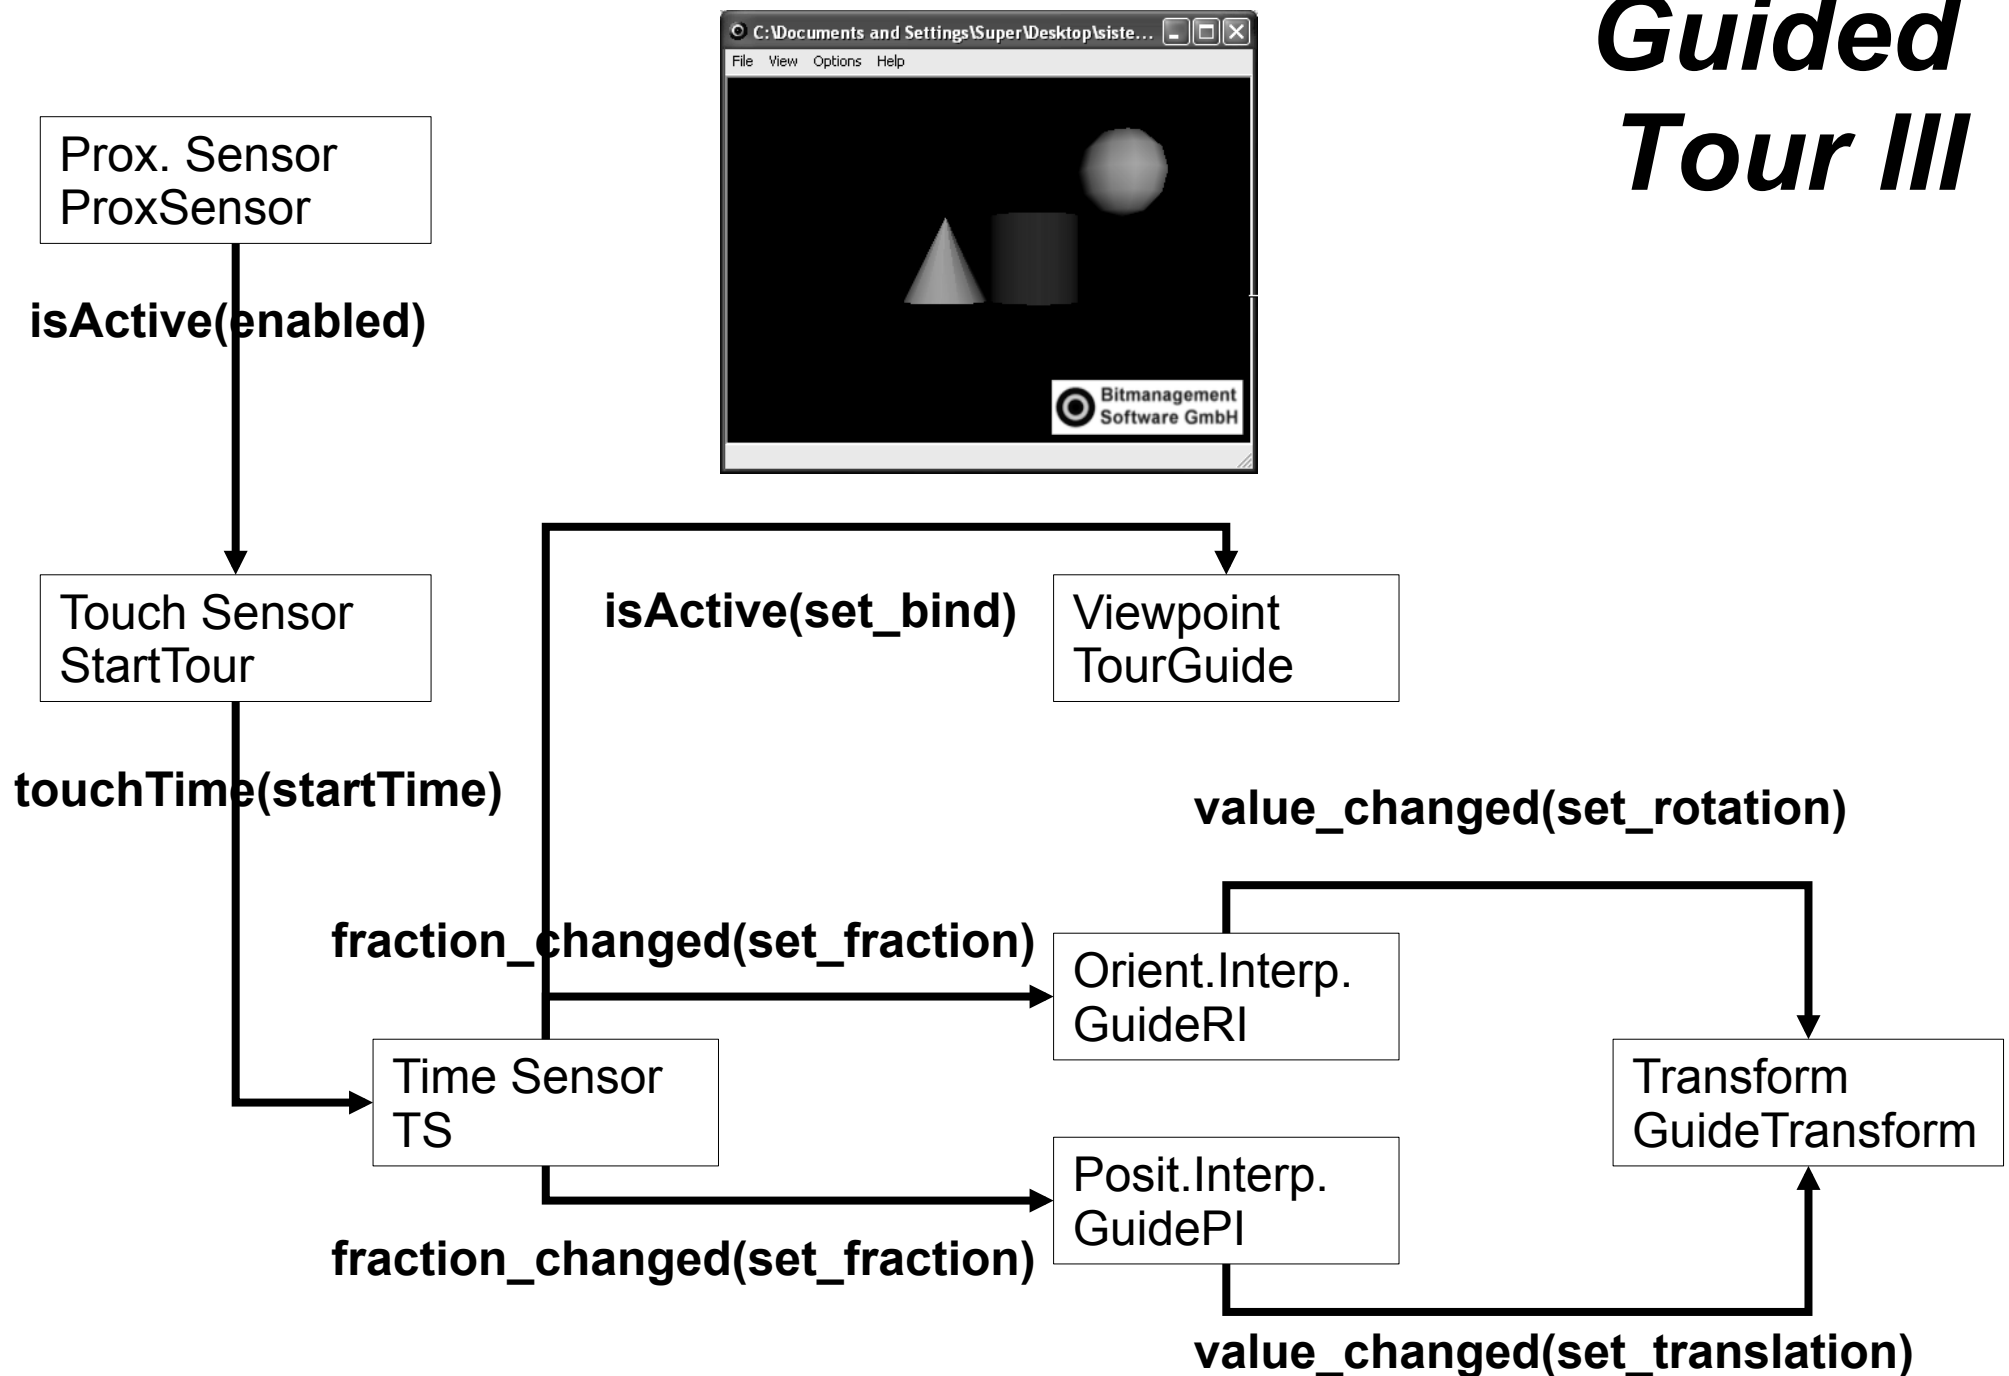 Guided
Tour III
C:\Documents and Settings\Super\Desktop\siste...
File View Options Help
Bitmanagement
Software GmbH
Prox. Sensor
ProxSensor
isActive(enabled)
Touch Sensor
StartTour
isActive(set_bind)
Viewpoint
TourGuide
touchTime(startTime)
value_changed(set_rotation)
fraction_changed(set_fraction)
Orient.Interp.
GuideRI
Time Sensor
TS
Transform
GuideTransform
Posit.Interp.
GuidePI
fraction_changed(set_fraction)
value_changed(set_translation)